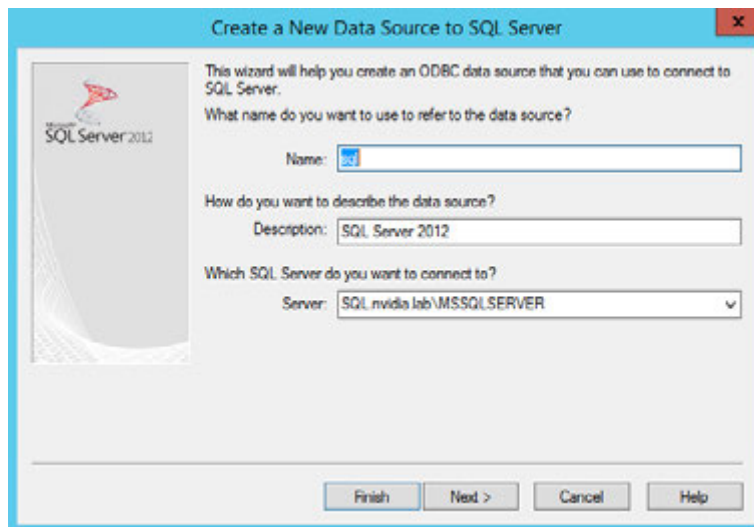 Create a New Data Source to SQL Server
x
This wizard will help you create an ODBC data source that you can use to connect to
SQL Server.
What name do you want to use to refer to the data source?
Microsoft
SQL Server 2012
Name: sql
How do you want to describe the data source?
Description: SQL Server 2012
Which SQL Server do you want to connect to?
Server: SQL.nvidia.lab\MSSQLSERVER
Finish
Next >
Cancel
Help